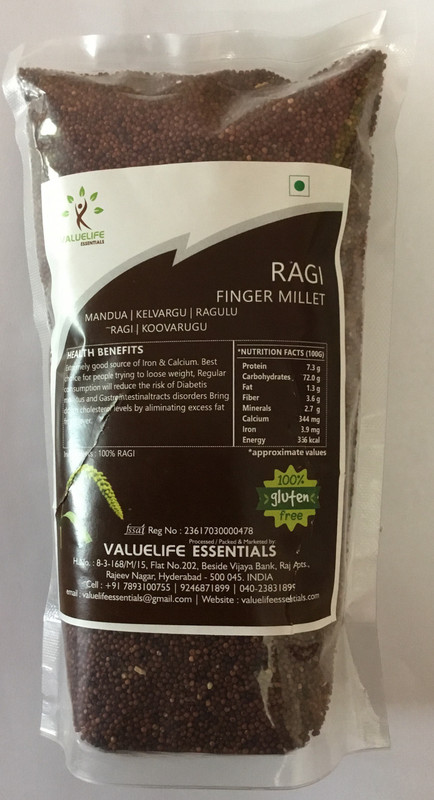 VALUELIFE
ESSENTIALS
RAGI
FINGER MILLET
MANDUA | KELVARGU | RAGULU
RAGI | KOOVARUGU
HEALTH BENEFITS
good source of Iron & Calcium. Best
for people trying to loose weight, Regular
consumption will reduce the risk of Diabetis
and disorders Bring
cholesterol levels by aliminating excess fat
*NUTRITION FACTS (100G)
Protein 7.3 g
Carbohydrates 72.0 g
Fat 1.3 g
Fiber 3.6 g
Minerals 2.7 g
Calcium 344 mg
Iron 3.9 mg
Energy 336 kcal
: 100% RAGI
*approximate values
100%
gluten
free
fssai Reg No : 23617030000478
Processed / Packed & Marketed by:
VALUELIFE ESSENTIALS
H.No. : 8-3-168/M/15, Flat No.202, Beside Vijaya Bank, Raj Apts.,
Rajeev Nagar, Hyderabad - 500 045. INDIA
Cell : +91 7893100755 | 9246871899 | 040-23831899
email : valuelifeessentials@gmail.com | Website : valuelifeessentials.com